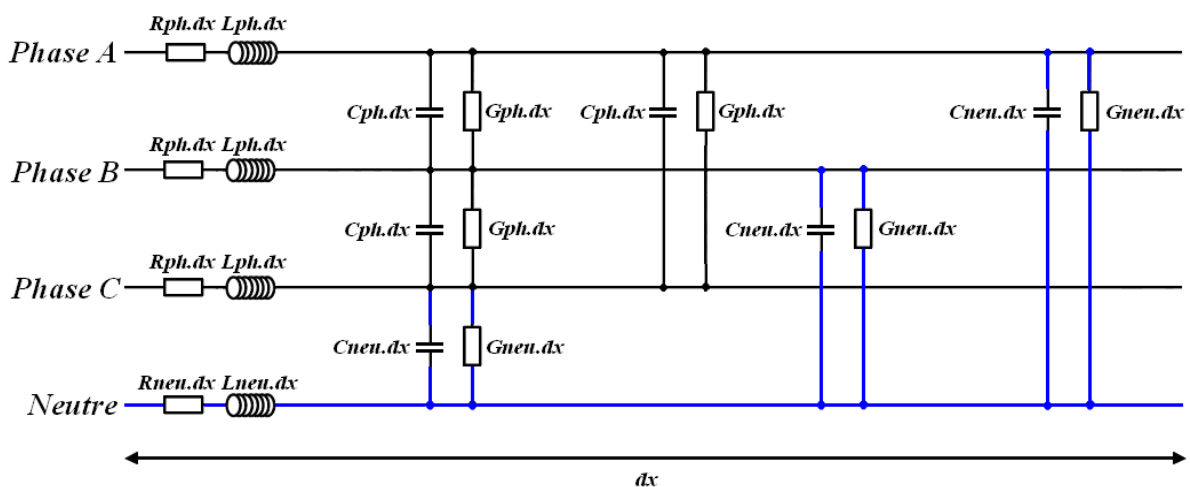 Rph.dx Lph.dx
Phase A
Cph.dx Gph.dx Cph.dx Gph.dx Cneu.dx Gneu.dx
Rph.dx Lph.dx
Phase B
Cph.dx Gph.dx Cneu.dx Gneu.dx
Rph.dx Lph.dx
Phase C
Cneu.dx Gneu.dx
Rneu.dx Lneu.dx
Neutre
dx